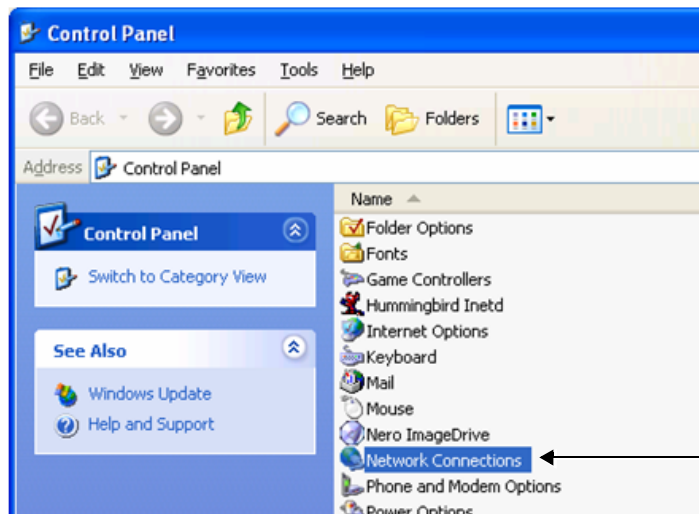 Control Panel
File Edit View Favorites Tools Help
Back Search Folders
Address Control Panel
Name
Control Panel
Switch to Category View
See Also
Windows Update
Help and Support
Folder Options
Fonts
Game Controllers
Hummingbird Inetd
Internet Options
Keyboard
Mail
Mouse
Nero ImageDrive
Network Connections
Phone and Modem Options
Power Options